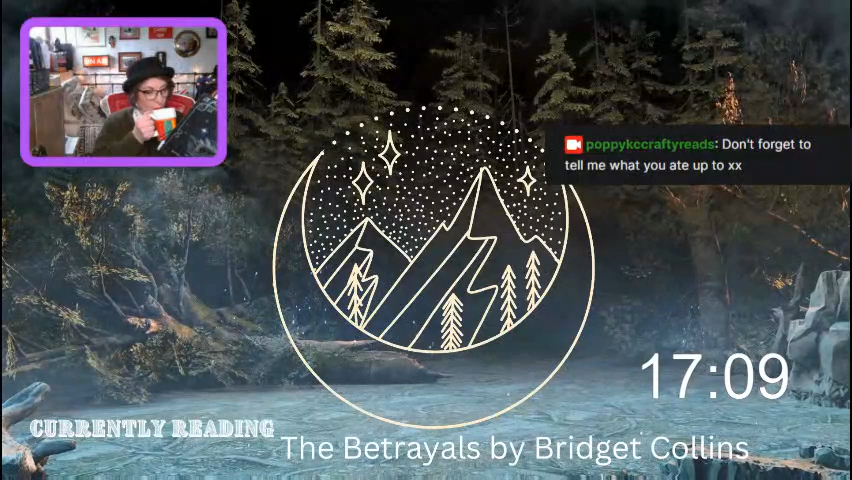 poppykccraftyreads: Don't forget to
tell me what you ate up to xx
17:09
CURRENTLY READING
The Betrayals by Bridget Collins